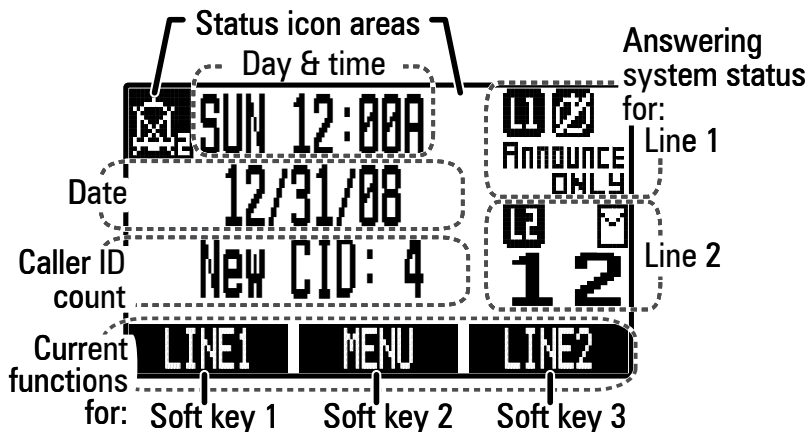 Status icon areas
Day & time
Answering
system status
for:
SUN 12:00A
L1
ANNOUNCE
ONLY
Line 1
Date
12/31/08
L2
Line 2
Caller ID
count
New CID: 4
12
Current
functions
for:
LINE1
MENU
LINE2
Soft key 1
Soft key 2
Soft key 3